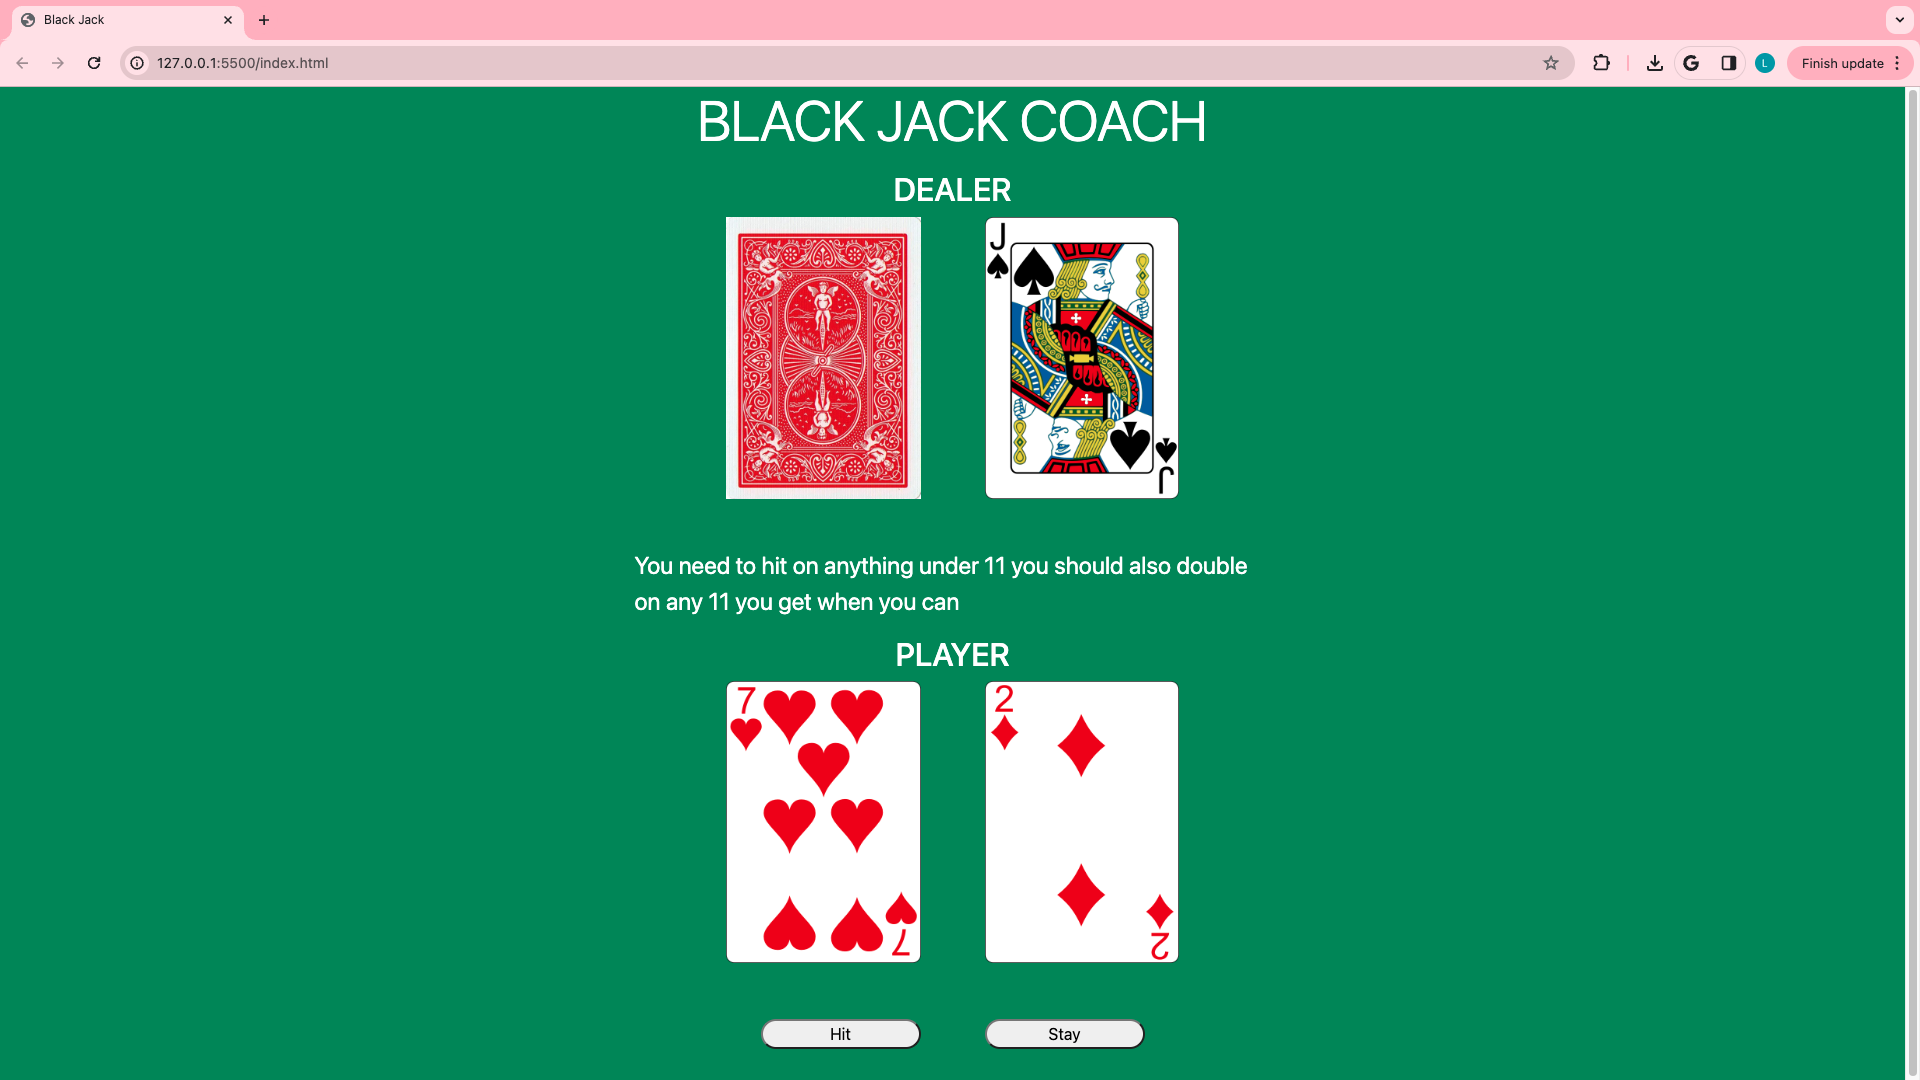 Black Jack
127.0.0.1:5500/index.html
L
Finish update
BLACK JACK COACH
DEALER
J
J
You need to hit on anything under 11 you should also double
on any 11 you get when you can
PLAYER
7
2
7
2
Hit
Stay